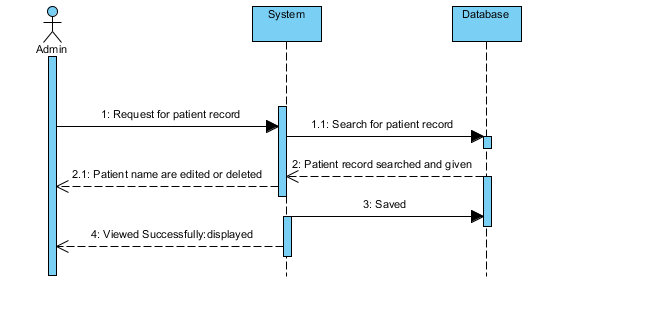 System
Database
Admin
1: Request for patient record
1.1: Search for patient record
2: Patient record searched and given
2.1: Patient name are edited or deleted
3: Saved
4: Viewed Successfully:displayed